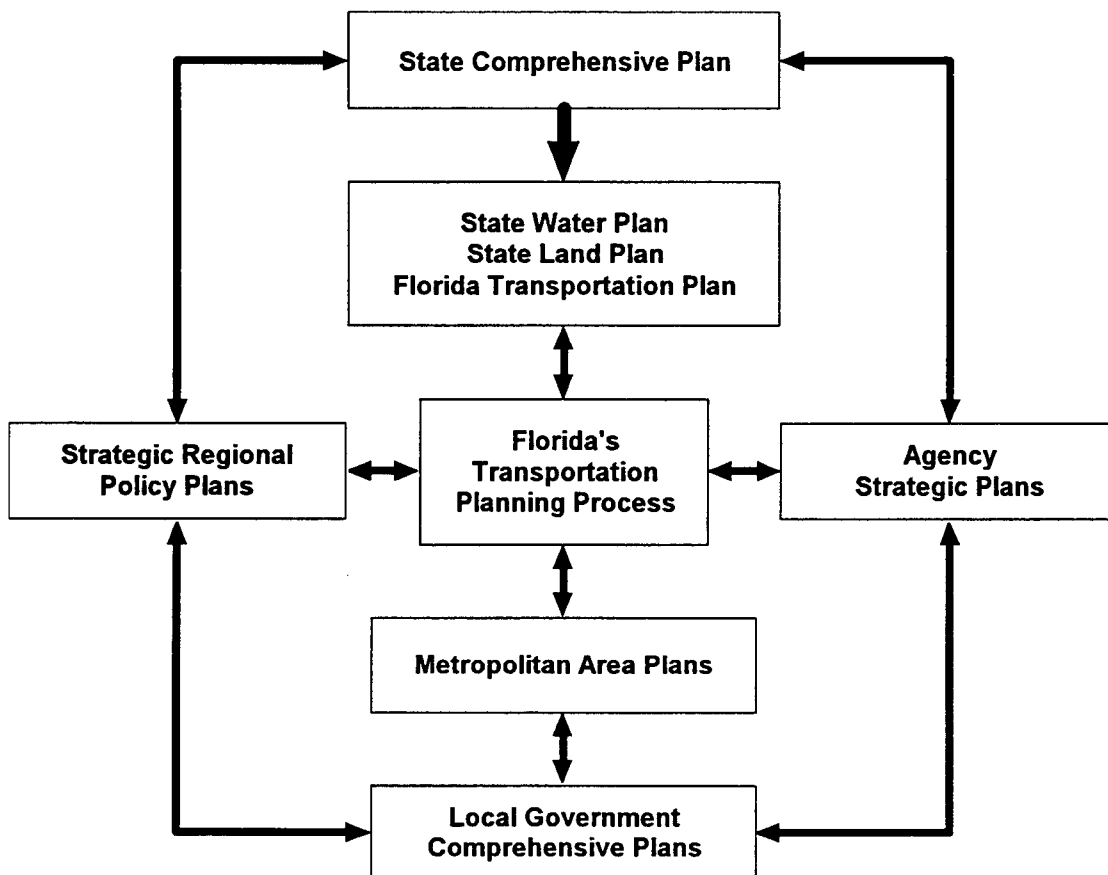 State Comprehensive Plan
State Water Plan
State Land Plan
Florida Transportation Plan
Strategic Regional
Policy Plans
Florida's
Transportation
Planning Process
Agency
Strategic Plans
Metropolitan Area Plans
Local Government
Comprehensive Plans